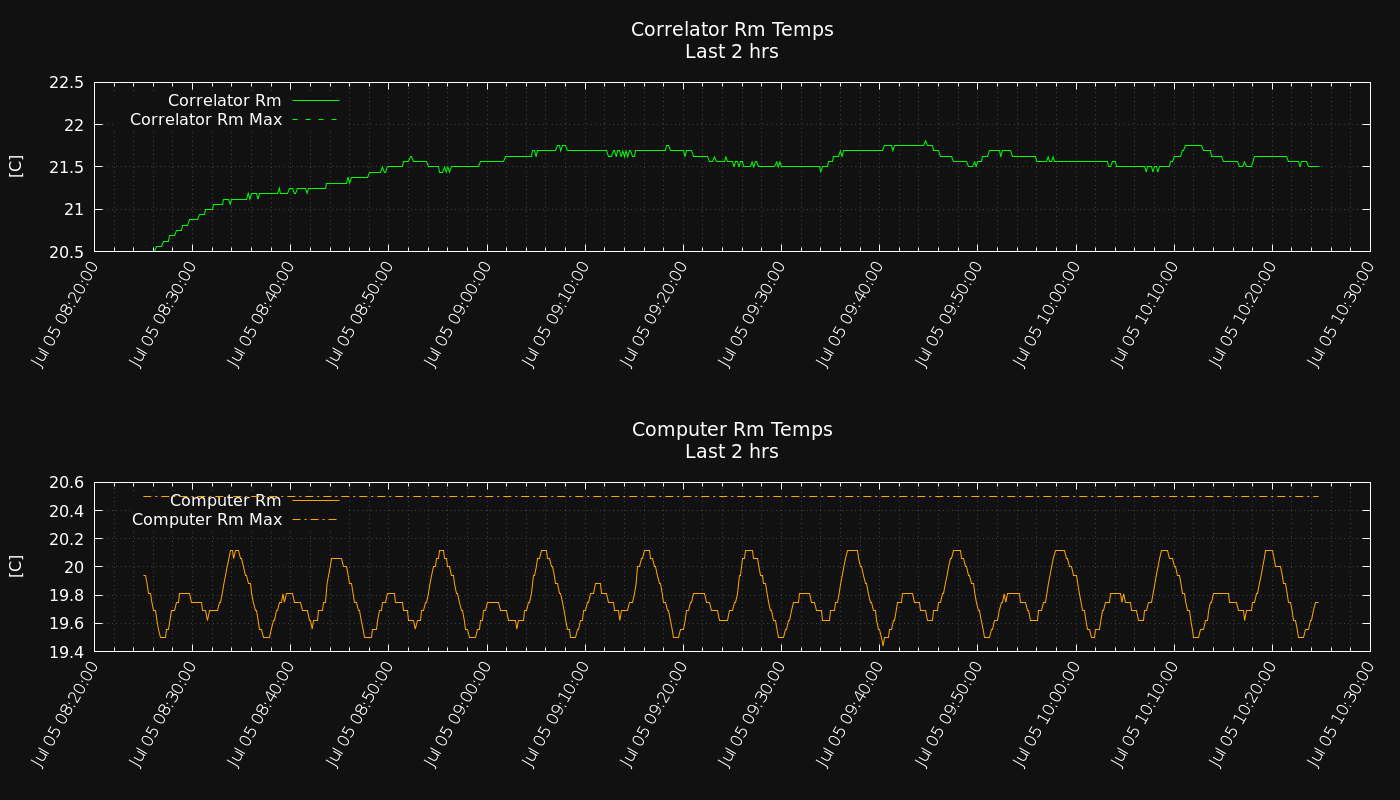 Correlator Rm Temps
Last 2 hrs
22.5
22
21.5
21
20.5
[C]
Correlator Rm
Correlator Rm Max
Jul 05 08:20:00
Jul 05 08:30:00
Jul 05 08:40:00
Jul 05 08:50:00
Jul 05 09:00:00
Jul 05 09:10:00
Jul 05 09:20:00
Jul 05 09:30:00
Jul 05 09:40:00
Jul 05 09:50:00
Jul 05 10:00:00
Jul 05 10:10:00
Jul 05 10:20:00
Jul 05 10:30:00
Computer Rm Temps
Last 2 hrs
20.6
20.4
20.2
20
19.8
19.6
19.4
[C]
Computer Rm
Computer Rm Max
Jul 05 08:20:00
Jul 05 08:30:00
Jul 05 08:40:00
Jul 05 08:50:00
Jul 05 09:00:00
Jul 05 09:10:00
Jul 05 09:20:00
Jul 05 09:30:00
Jul 05 09:40:00
Jul 05 09:50:00
Jul 05 10:00:00
Jul 05 10:10:00
Jul 05 10:20:00
Jul 05 10:30:00